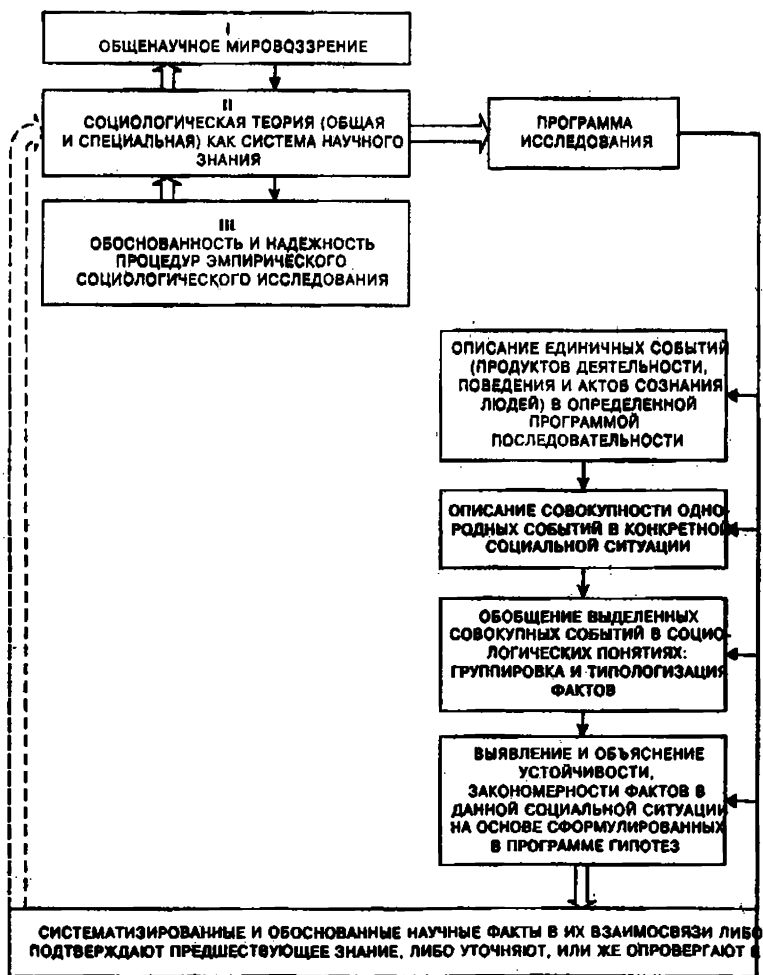 I
ОБЩЕНАУЧНОЕ МИРОВОЗЗРЕНИЕ
II
СОЦИОЛОГИЧЕСКАЯ ТЕОРИЯ (ОБЩАЯ
И СПЕЦИАЛЬНАЯ) КАК СИСТЕМА НАУЧНОГО
ЗНАНИЯ
ПРОГРАММА
ИССЛЕДОВАНИЯ
III
ОБОСНОВАННОСТЬ И НАДЕЖНОСТЬ
ПРОЦЕДУР ЭМПИРИЧЕСКОГО
СОЦИОЛОГИЧЕСКОГО ИССЛЕДОВАНИЯ
ОПИСАНИЕ ЕДИНИЧНЫХ СОБЫТИЙ
(ПРОДУКТОВ ДЕЯТЕЛЬНОСТИ,
ПОВЕДЕНИЯ И АКТОВ СОЗНАНИЯ
ЛЮДЕЙ) В ОПРЕДЕЛЕННОЙ
ПРОГРАММОЙ
ПОСЛЕДОВАТЕЛЬНОСТИ
ОПИСАНИЕ СОВОКУПНОСТИ ОДНО-
РОДНЫХ СОБЫТИЙ В КОНКРЕТНОЙ
СОЦИАЛЬНОЙ СИТУАЦИИ
ОБОБЩЕНИЕ ВЫДЕЛЕННЫХ
СОВОКУПНЫХ СОБЫТИЙ В СОЦИО-
ЛОГИЧЕСКИХ ПОНЯТИЯХ:
ГРУППИРОВКА И ТИПОЛОГИЗАЦИЯ
ФАКТОВ
ВЫЯВЛЕНИЕ И ОБЪЯСНЕНИЕ
УСТОЙЧИВОСТИ,
ЗАКОНОМЕРНОСТИ ФАКТОВ В
ДАННОЙ СОЦИАЛЬНОЙ СИТУАЦИИ
НА ОСНОВЕ СФОРМУЛИРОВАННЫХ
В ПРОГРАММЕ ГИПОТЕЗ
СИСТЕМАТИЗИРОВАННЫЕ И ОБОСНОВАННЫЕ НАУЧНЫЕ ФАКТЫ В ИХ ВЗАИМОСВЯЗИ ЛИБО
ПОДТВЕРЖДАЮТ ПРЕДШЕСТВУЮЩЕЕ ЗНАНИЕ, ЛИБО УТОЧНЯЮТ, ИЛИ ЖЕ ОПРОВЕРГАЮТ